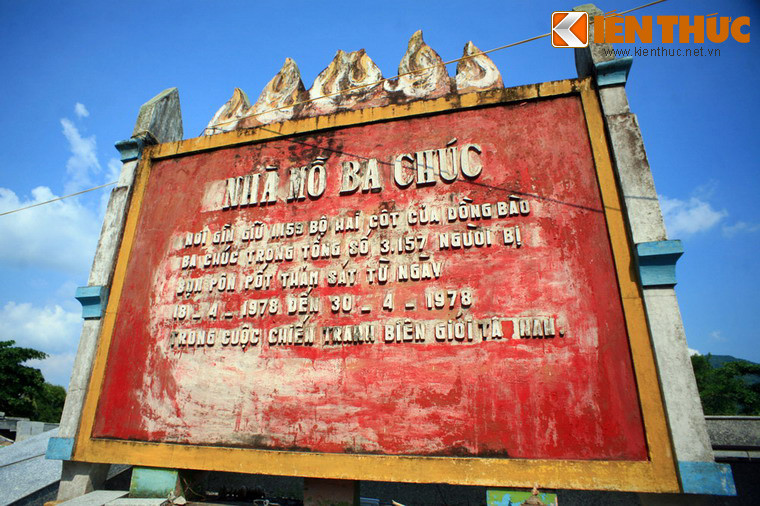 KIẾN THỨC
www.kienthuc.net.vn
NHÀ MỒ BA CHÚC
NƠI GÌN GIỮ 1159 BỘ HÀI CỐT CỦA ĐỒNG BÀO
BA CHÚC TRONG TỔNG SỐ 3.157 NGƯỜI BỊ
BỌN PÔN PỐT THẢM SÁT TỪ NGÀY
18 - 4 - 1978 ĐẾN 30 - 4 - 1978
TRONG CUỘC CHIẾN TRANH BIÊN GIỚI TÂY NAM.